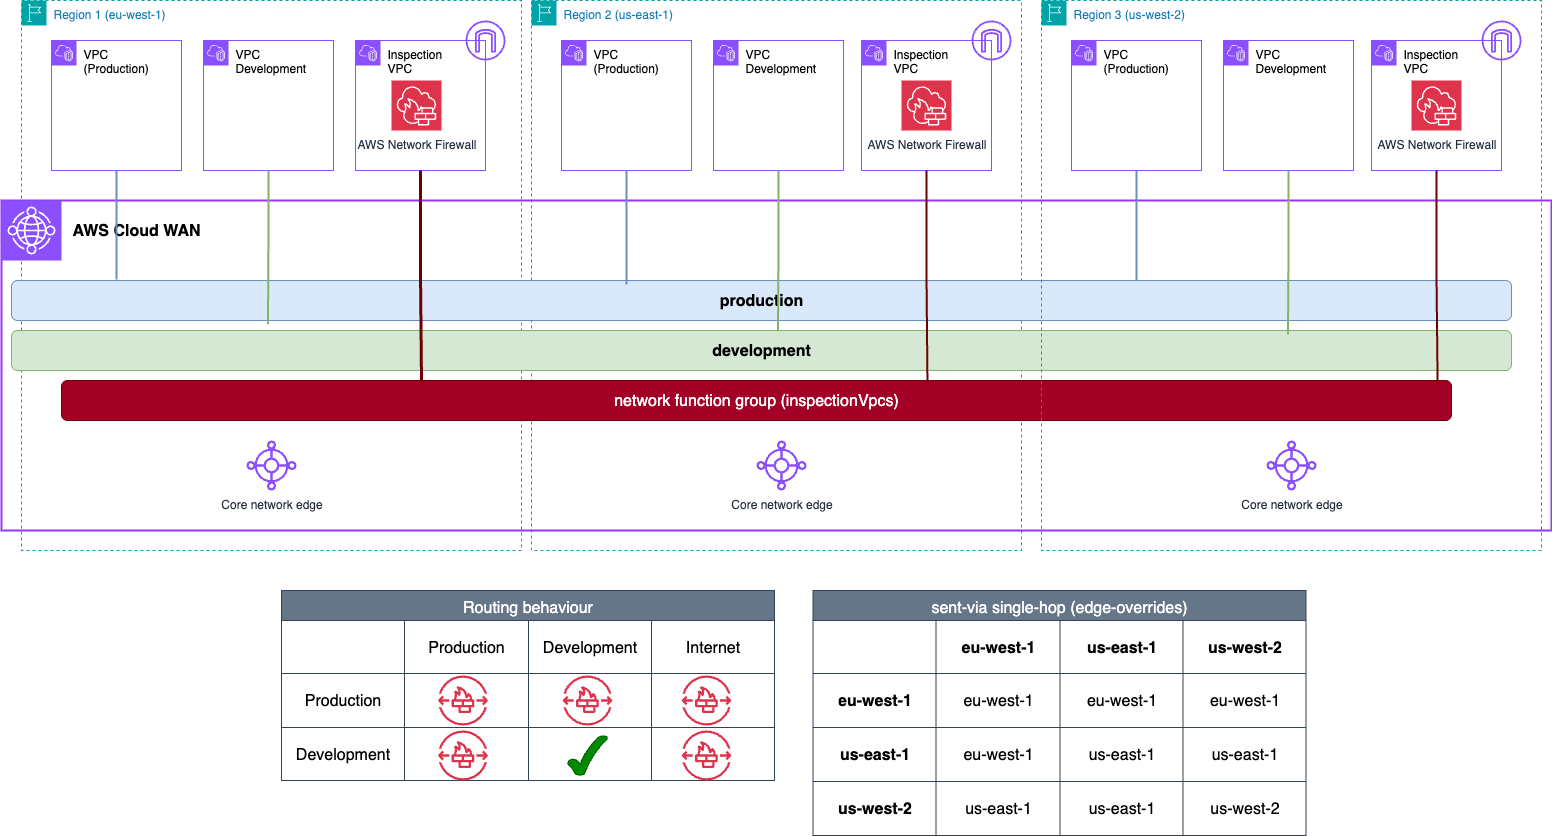 Region 1 (eu-west-1)
Region 2 (us-east-1)
Region 3 (us-west-2)
VPC
(Production)
VPC
Development
Inspection
VPC
AWS Network Firewall
VPC
(Production)
VPC
Development
Inspection
VPC
AWS Network Firewall
VPC
(Production)
VPC
Development
Inspection
VPC
AWS Network Firewall
AWS Cloud WAN
production
development
network function group (inspectionVpcs)
Core network edge
Core network edge
Core network edge
Routing behaviour
Production Development Internet
Production
Development
sent-via single-hop (edge-overrides)
eu-west-1 us-east-1 us-west-2
eu-west-1 eu-west-1 eu-west-1 eu-west-1
us-east-1 eu-west-1 us-east-1 us-east-1
us-west-2 us-east-1 us-east-1 us-west-2